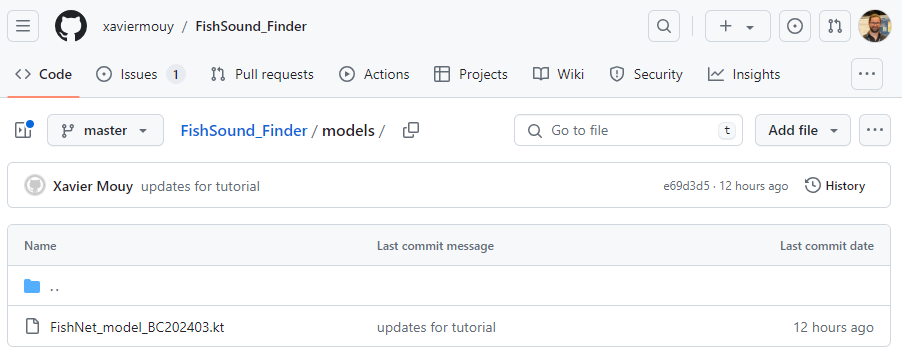 xaviermouy / FishSound_Finder
Code Issues 1 Pull requests Actions Projects Wiki Security Insights
master FishSound_Finder / models / Go to file t Add file
Xavier Mouy updates for tutorial e69d3d5 · 12 hours ago History
Name Last commit message Last commit date
..
FishNet_model_BC202403.kt updates for tutorial 12 hours ago